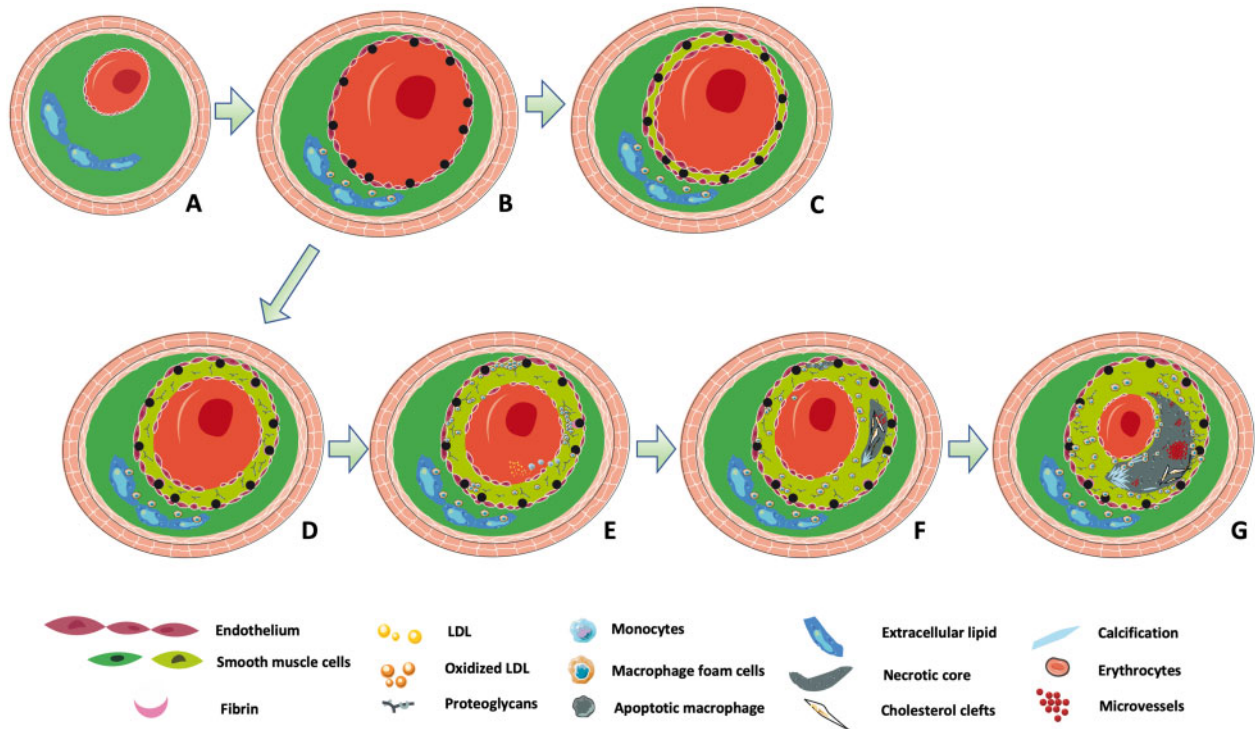 A
B
C
D
E
F
G
Endothelium
LDL
Monocytes
Extracellular lipid
Calcification
Smooth muscle cells
Oxidized LDL
Macrophage foam cells
Necrotic core
Erythrocytes
Fibrin
Proteoglycans
Apoptotic macrophage
Cholesterol clefts
Microvessels